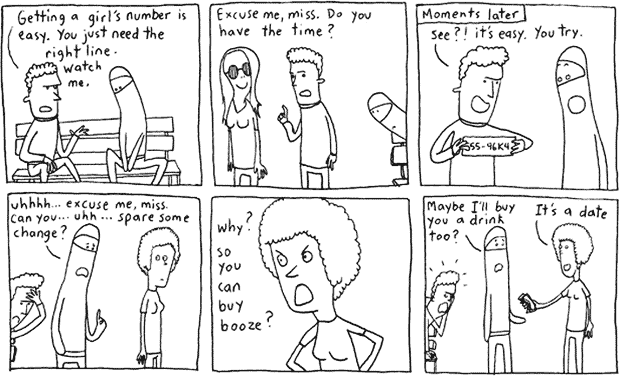 Getting a girl's number is
easy. You just need the
right line.
watch
me.
Excuse me, miss. Do you
have the time?
Moments later
see?! it's easy. You try.
55-96K4
uhhhh... excuse me, miss.
can you... uhh ... spare some
change?
why?
so
you
can
buy
booze?
Maybe I'll buy
you a drink
too?
It's a date